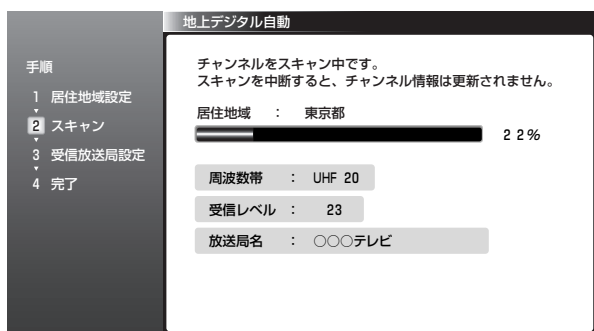 地上デジタル自動
手順
1 居住地域設定
2 スキャン
3 受信放送局設定
4 完了
チャンネルをスキャン中です。
スキャンを中断すると、チャンネル情報は更新されません。
居住地域 ： 東京都
22%
周波数帯 ： UHF 20
受信レベル ： 23
放送局名 ： ○○○テレビ